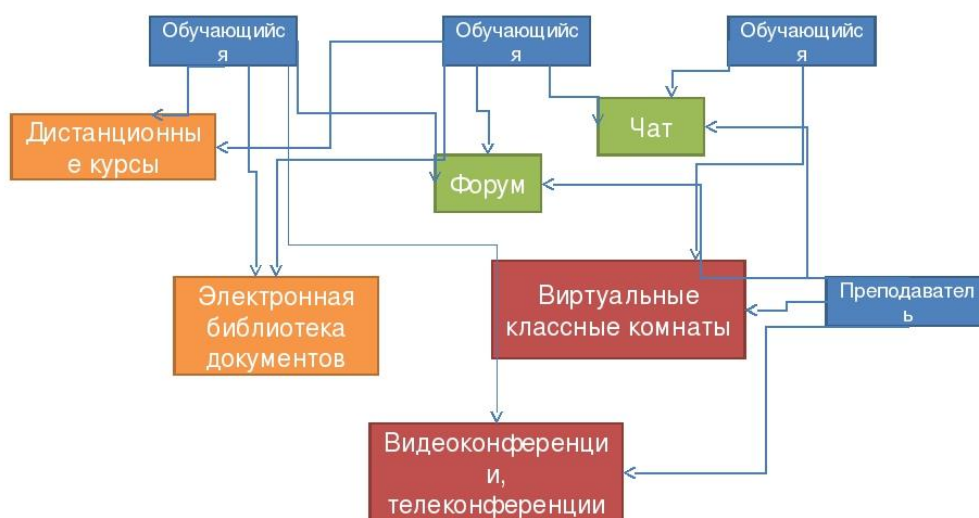 Обучающийс
я
Обучающийс
я
Обучающийс
я
Дистанционны
е курсы
Чат
Форум
Электронная
библиотека
документов
Виртуальные
классные комнаты
Преподавател
ь
Видеоконференци
и,
телеконференции